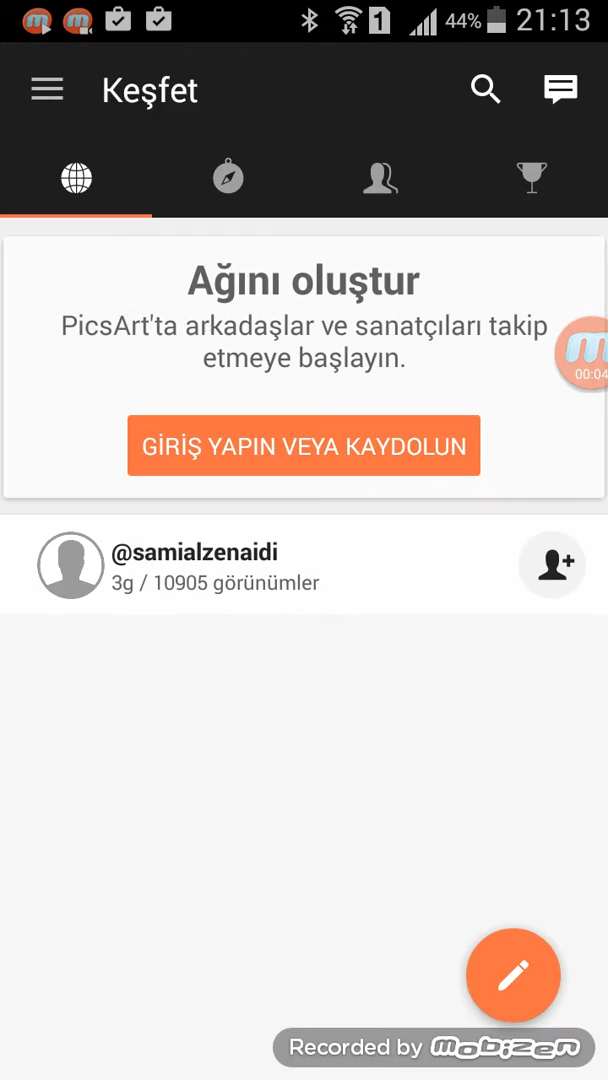 1 44% 21:13
Keşfet
Ağını oluştur
PicsArt'ta arkadaşlar ve sanatçıları takip
etmeye başlayın.
00:04
GİRİŞ YAPIN VEYA KAYDOLUN
@samialzenaidi
3g / 10905 görünümler
Recorded by mobizen